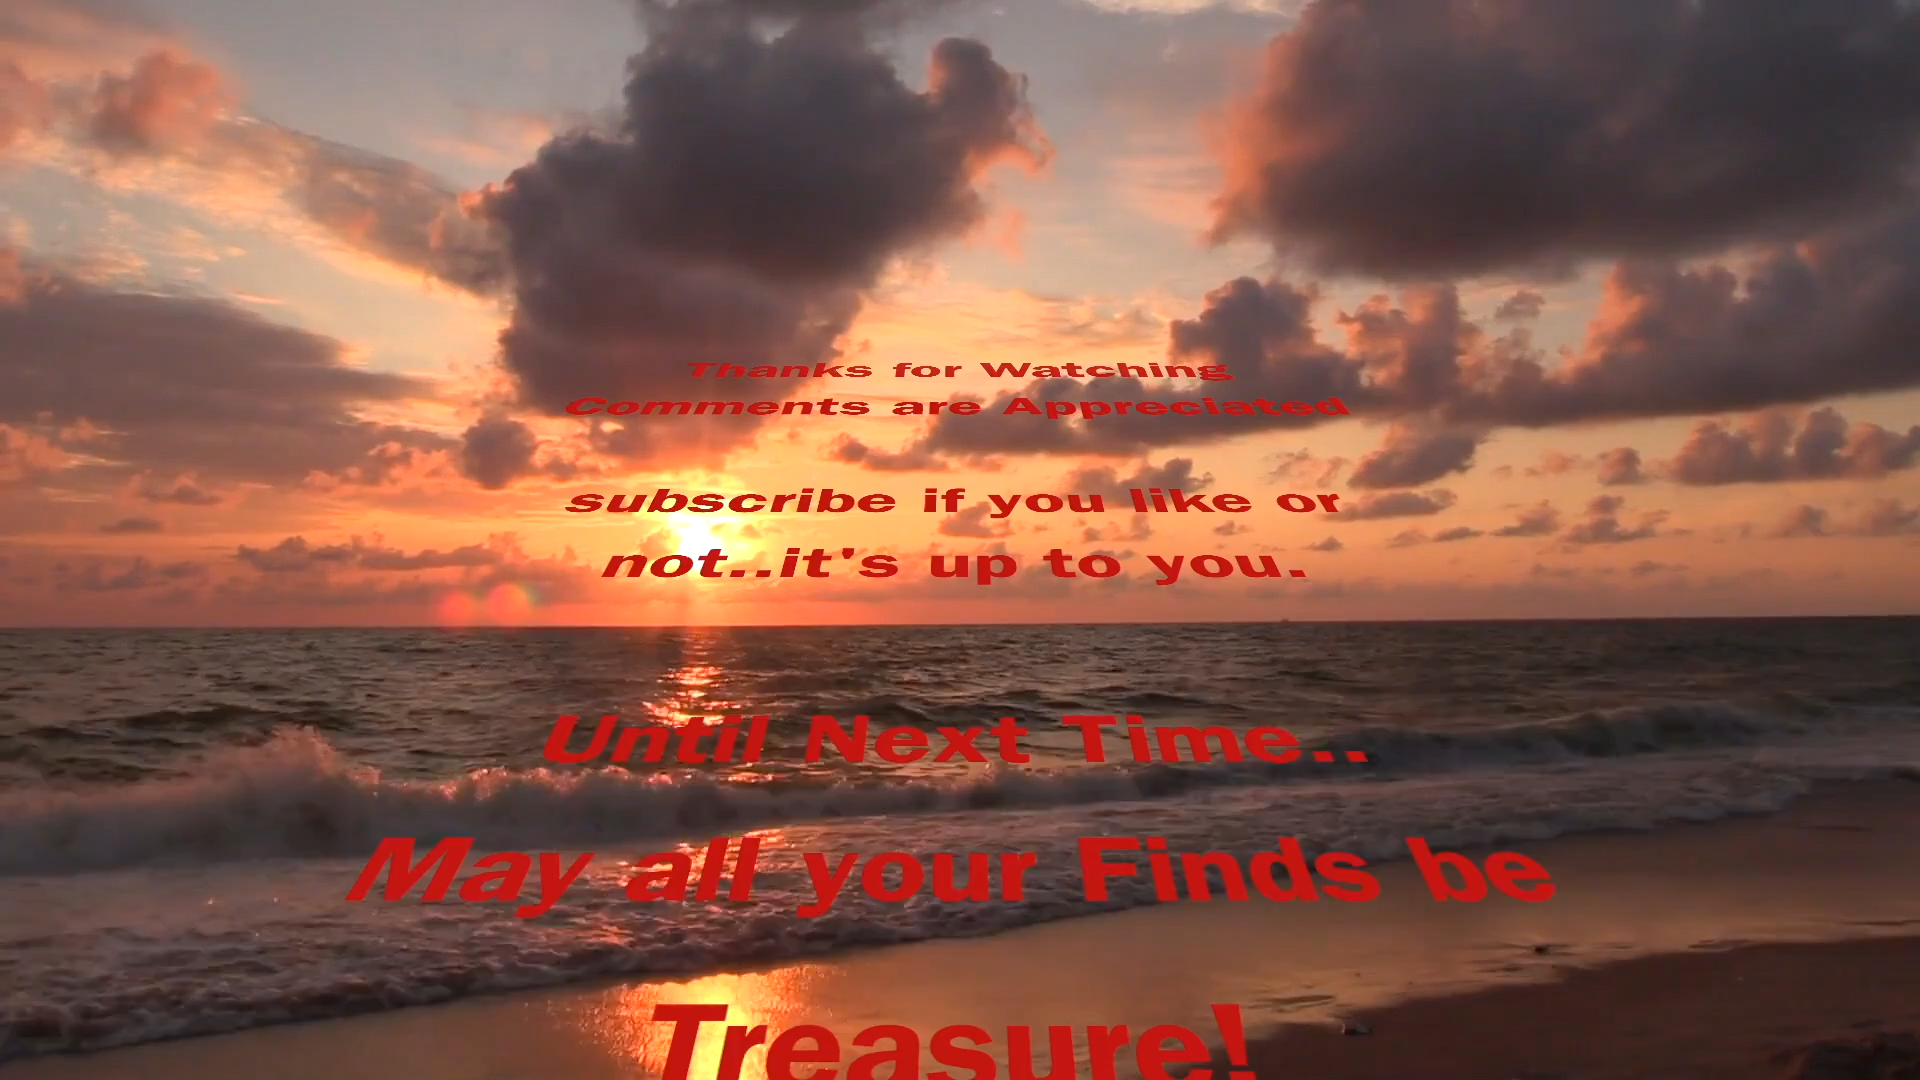 Thanks for Watching
Comments are Appreciated
subscribe if you like or
not..it's up to you.
Until Next Time..
May all your Finds be
Treasure!